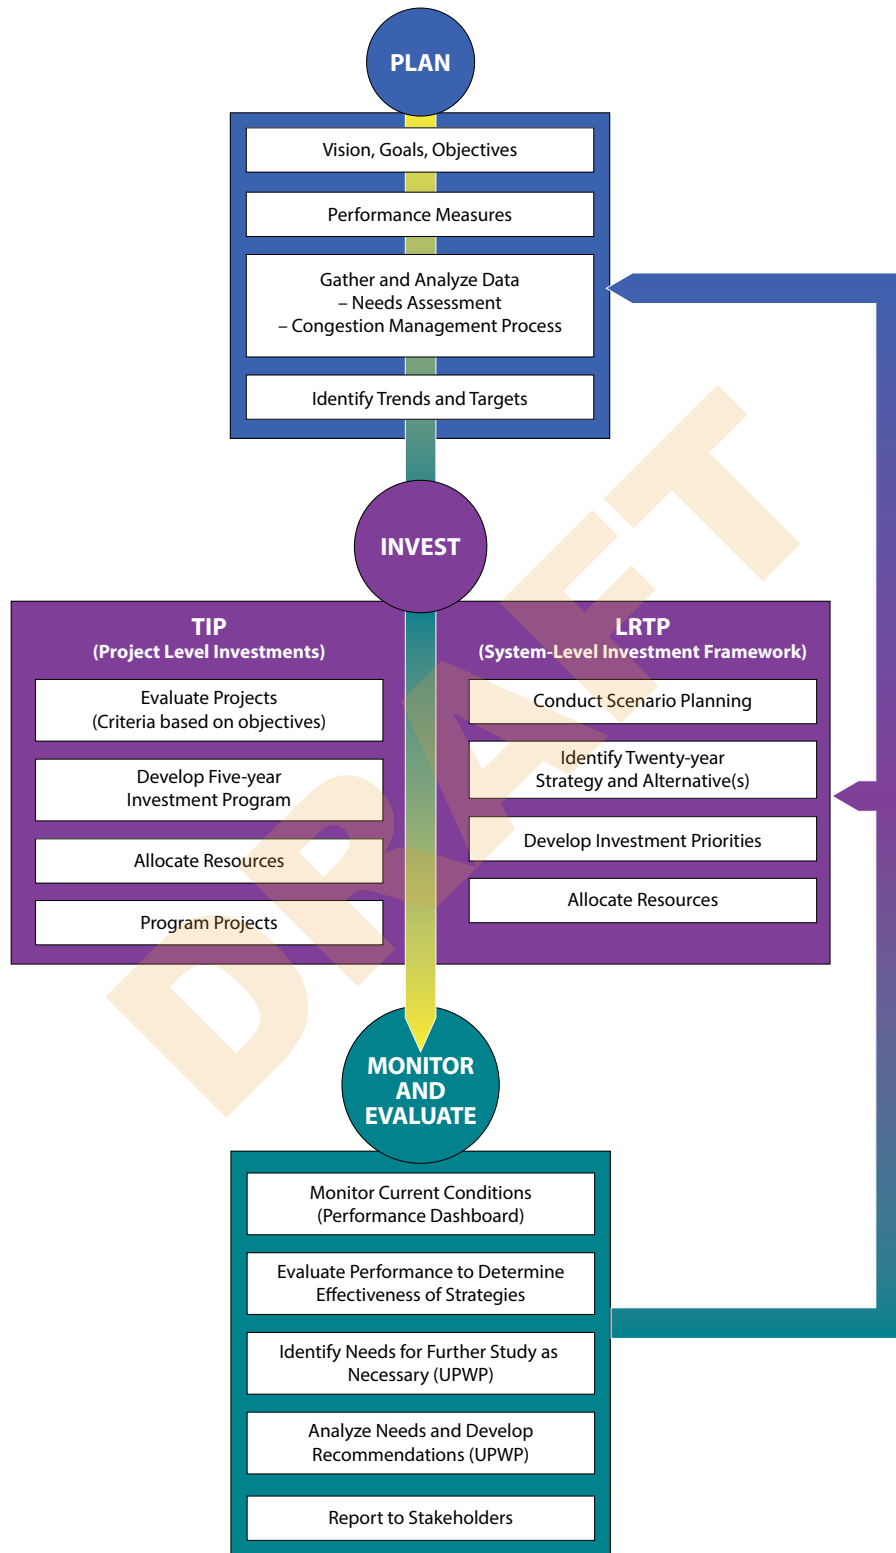 PLAN
Vision, Goals, Objectives
Performance Measures
Gather and Analyze Data
– Needs Assessment
– Congestion Management Process
Identify Trends and Targets
INVEST
TIP
(Project Level Investments)
Evaluate Projects
(Criteria based on objectives)
Develop Five-year
Investment Program
Allocate Resources
Program Projects
LRTP
(System-Level Investment Framework)
Conduct Scenario Planning
Identify Twenty-year
Strategy and Alternative(s)
Develop Investment Priorities
Allocate Resources
MONITOR
AND
EVALUATE
Monitor Current Conditions
(Performance Dashboard)
Evaluate Performance to Determine
Effectiveness of Strategies
Identify Needs for Further Study as
Necessary (UPWP)
Analyze Needs and Develop
Recommendations (UPWP)
Report to Stakeholders
DRAFT